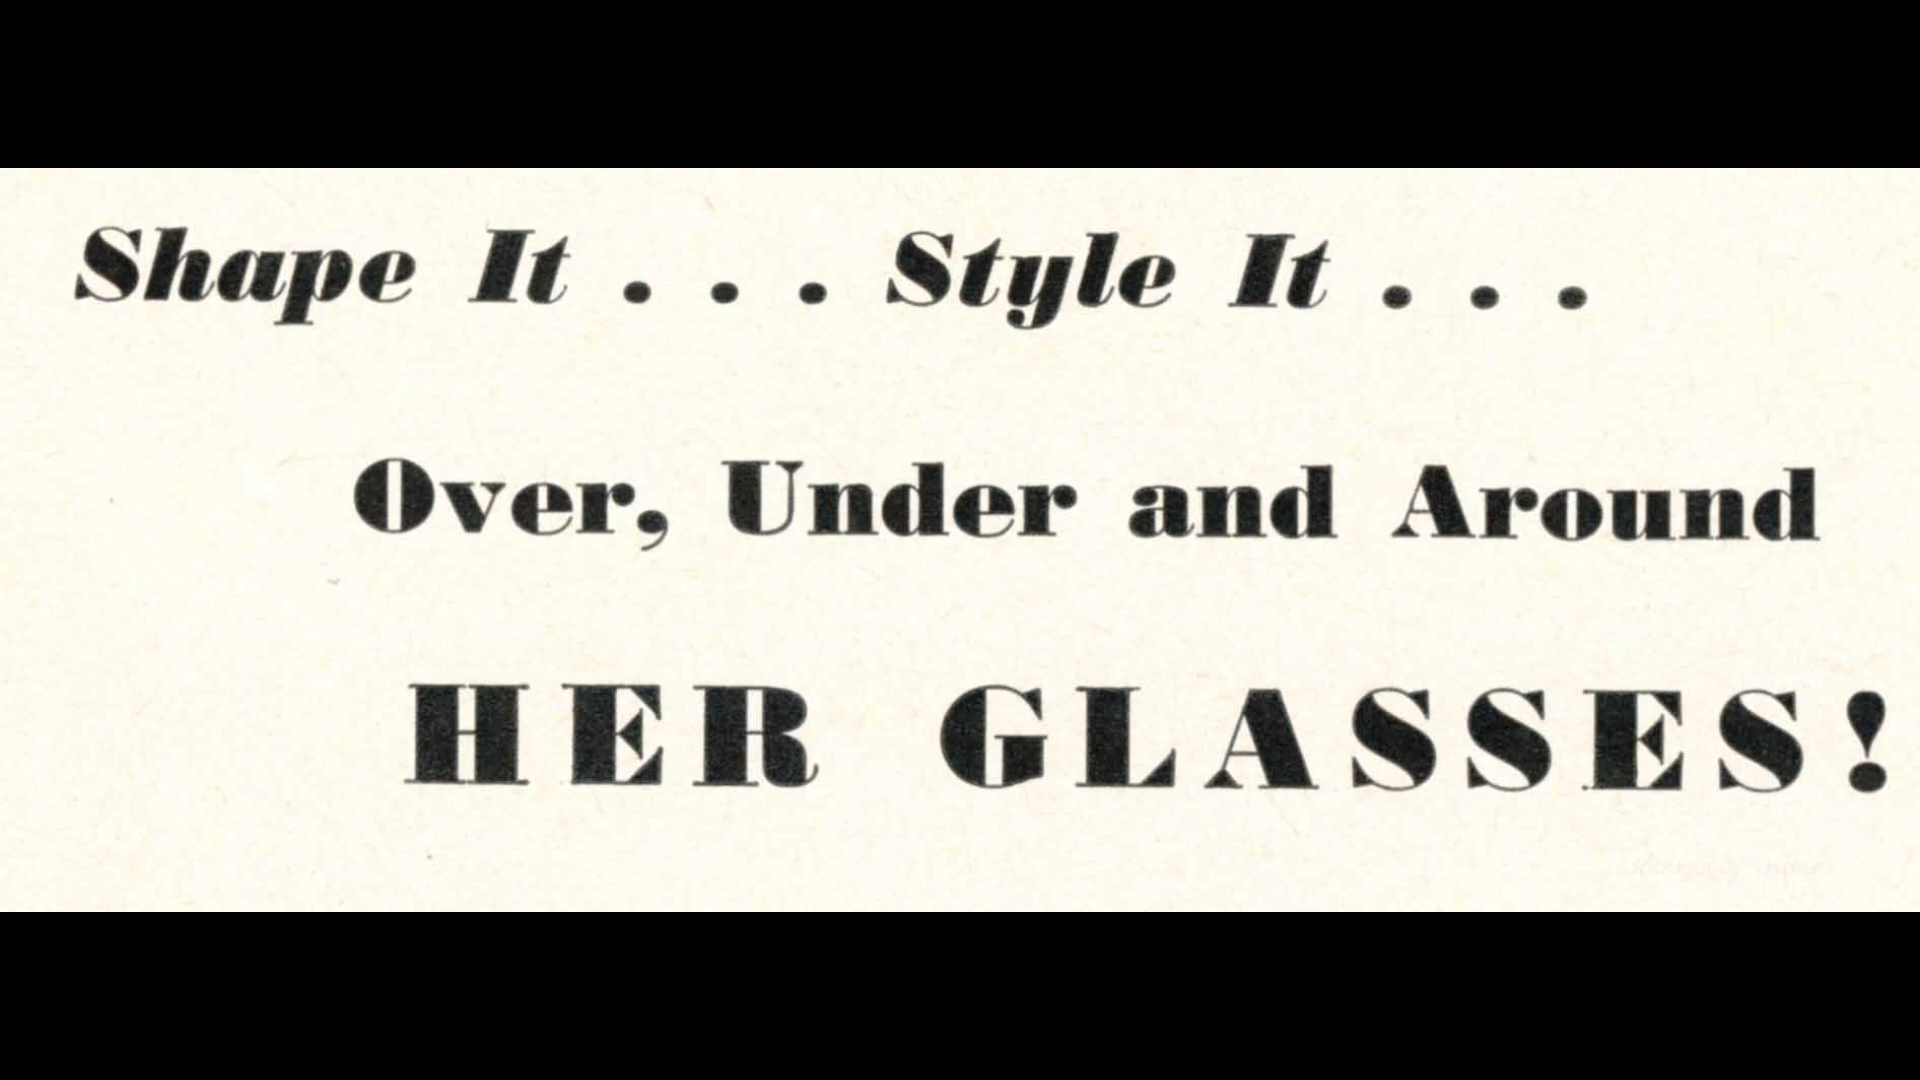 Shape It . . . Style It . . .
Over, Under and Around
HER GLASSES!